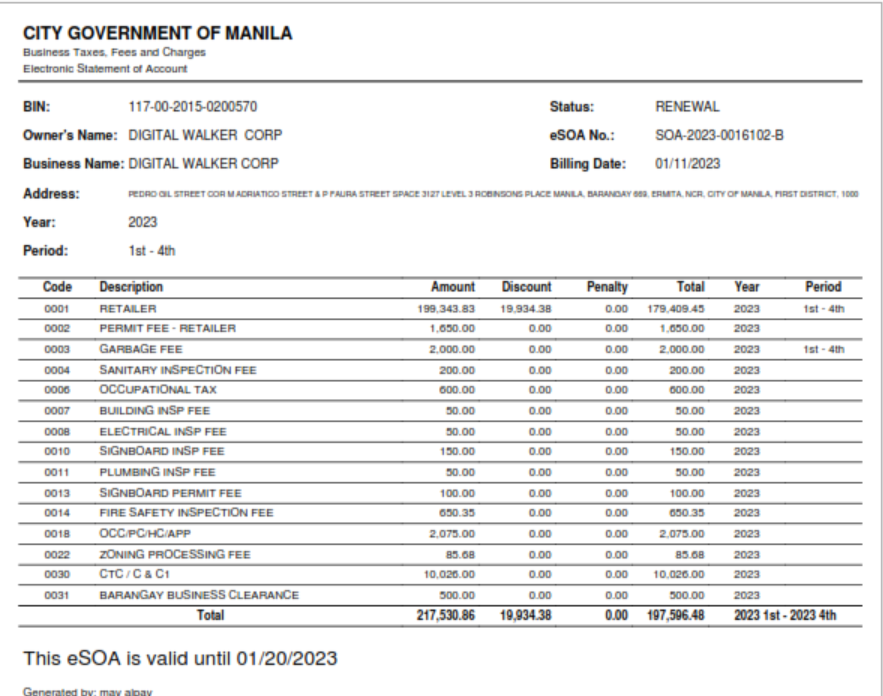 CITY GOVERNMENT OF MANILA
Business Taxes, Fees and Charges
Electronic Statement of Account
BIN: 117-00-2015-0200570 Status: RENEWAL
Owner's Name: DIGITAL WALKER CORP eSOA No.: SOA-2023-0016102-B
Business Name: DIGITAL WALKER CORP Billing Date: 01/11/2023
Address: PEDRO GIL STREET COR M ADRIATICO STREET & P FAURA STREET SPACE 3127 LEVEL 3 ROBINSONS PLACE MANILA, BARANGAY 669, ERMITA, NCR, CITY OF MANILA, FIRST DISTRICT, 1000
Year: 2023
Period: 1st - 4th
Code Description Amount Discount Penalty Total Year Period
0001 RETAILER 199,343.83 19,934.38 0.00 179,409.45 2023 1st - 4th
0002 PERMIT FEE - RETAILER 1,650.00 0.00 0.00 1,650.00 2023
0003 GARBAGE FEE 2,000.00 0.00 0.00 2,000.00 2023 1st - 4th
0004 SANITARY INSPECTION FEE 200.00 0.00 0.00 200.00 2023
0006 OCCUPATIONAL TAX 600.00 0.00 0.00 600.00 2023
0007 BUILDING INSP FEE 50.00 0.00 0.00 50.00 2023
0008 ELECTRICAL INSP FEE 50.00 0.00 0.00 50.00 2023
0010 SIGNBOARD INSP FEE 150.00 0.00 0.00 150.00 2023
0011 PLUMBING INSP FEE 50.00 0.00 0.00 50.00 2023
0013 SIGNBOARD PERMIT FEE 100.00 0.00 0.00 100.00 2023
0014 FIRE SAFETY INSPECTION FEE 650.35 0.00 0.00 650.35 2023
0018 OCC/PC/HC/APP 2,075.00 0.00 0.00 2,075.00 2023
0022 ZONING PROCESSING FEE 85.68 0.00 0.00 85.68 2023
0030 CTC / C & C1 10,026.00 0.00 0.00 10,026.00 2023
0031 BARANGAY BUSINESS CLEARANCE 500.00 0.00 0.00 500.00 2023
Total 217,530.86 19,934.38 0.00 197,596.48 2023 1st - 2023 4th
This eSOA is valid until 01/20/2023
Generated by: may alpay